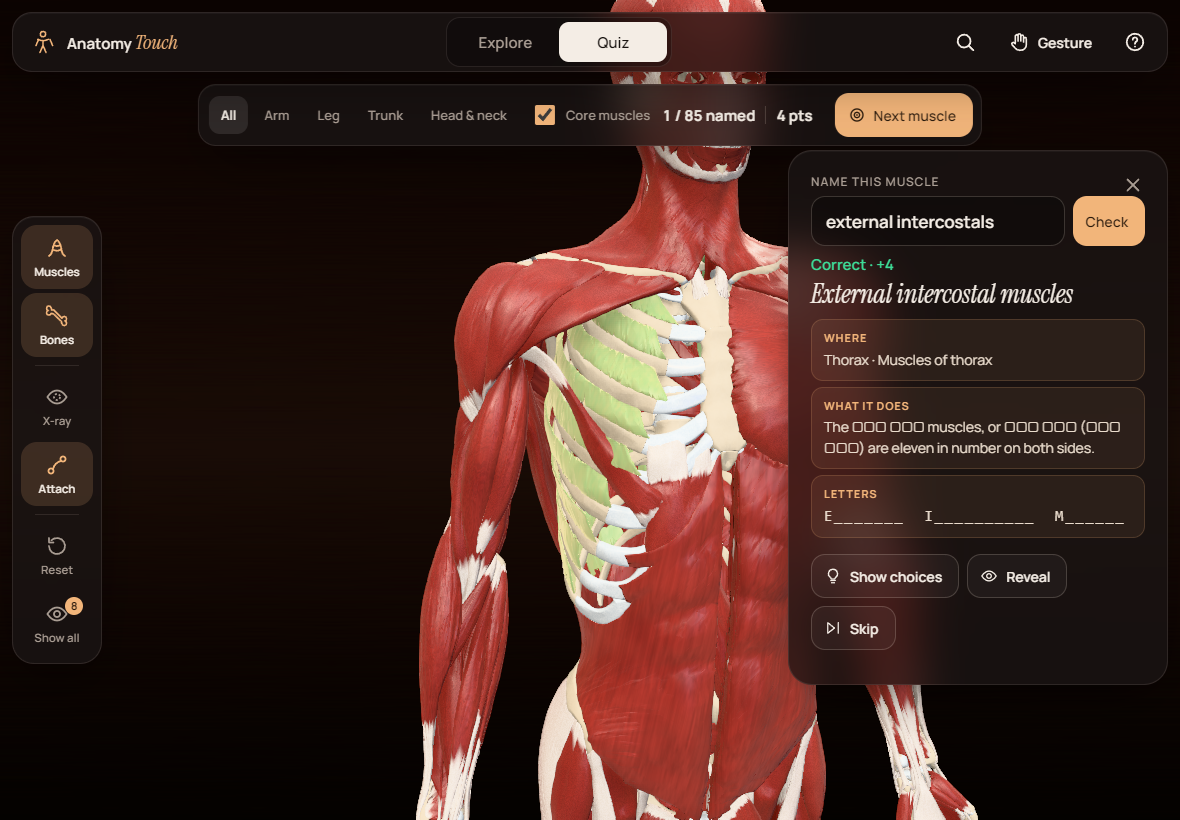 Anatomy Touch
Explore
Quiz
Gesture
All
Arm
Leg
Trunk
Head & neck
Core muscles
1 / 85 named
4 pts
Next muscle
NAME THIS MUSCLE
external intercostals
Check
Correct · +4
External intercostal muscles
WHERE
Thorax · Muscles of thorax
WHAT IT DOES
The □□□ □□□ muscles, or □□□ □□□ (□□□
□□□) are eleven in number on both sides.
LETTERS
E_______ I__________ M______
Show choices
Reveal
Skip
Muscles
Bones
X-ray
Attach
Reset
8
Show all